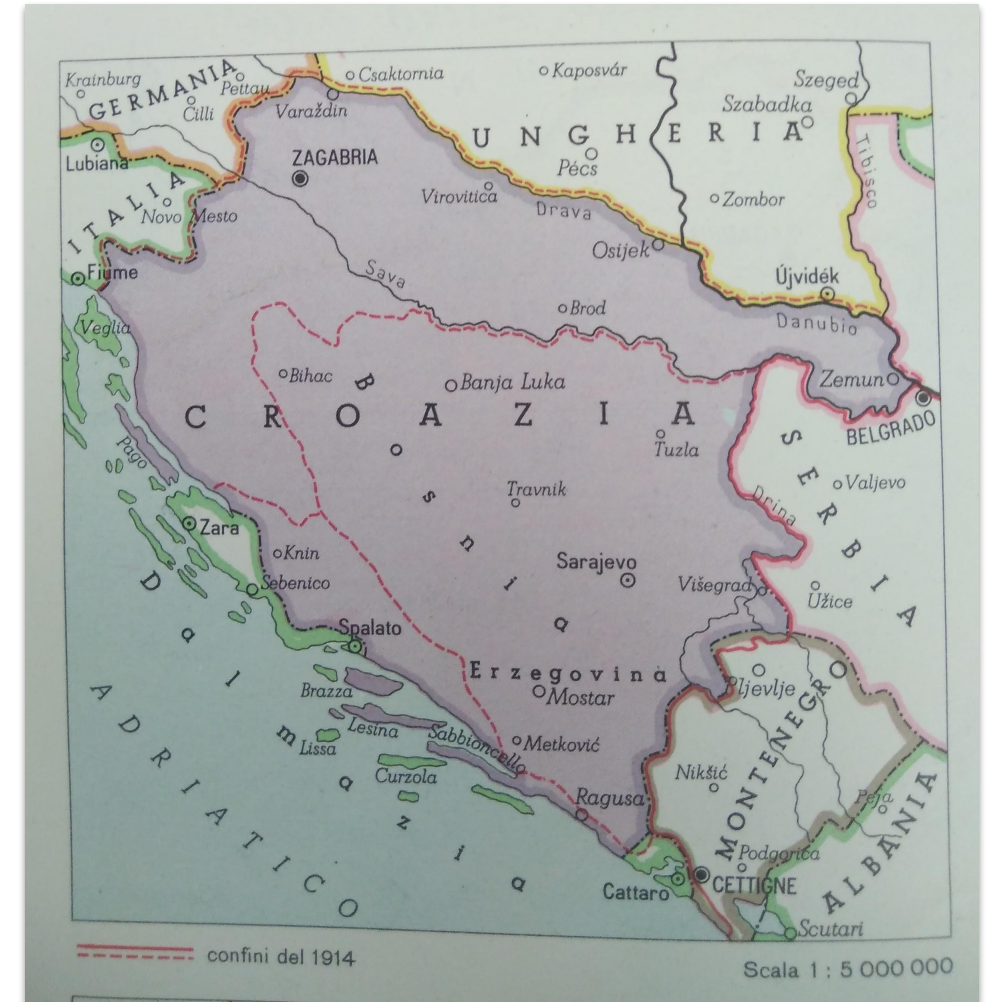 Krainburg
GERMANIA
Pettau
Cilli
Csaktornia
Kaposvár
Szeged
Szabadka
Varaždin
UNGHERIA
Lubiana
ZAGABRIA
Pécs
Tibisco
ITALIA
Novo Mesto
Virovitica
Drava
Zombor
Osijek
Fiume
Sava
Újvidék
Brod
Danubio
Veglia
Bihac
Banja Luka
Zemun
CROAZIA
BELGRADO
Bosnia
Tuzla
Pago
SERBIA
Travnik
Valjevo
Drina
Zara
Knin
Sarajevo
Sebenico
Višegrad
Užice
Dalmazia
Spalato
Erzegovina
Brazza
Mostar
Pljevlje
ADRIATICO
Lesina
Sabbioncello
Lissa
Metković
MONTENEGRO
Curzola
Nikšić
Ragusa
Peja
ALBANIA
Podgorica
Cattaro
CETTIGNE
Scutari
confini del 1914
Scala 1 : 5 000 000